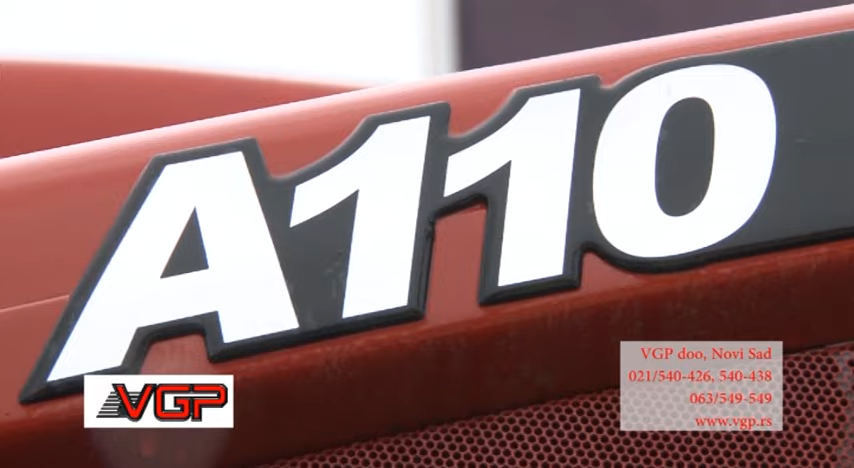 A110
VGP
VGP doo, Novi Sad
021/540-426, 540-438
063/549-549
www.vgp.rs